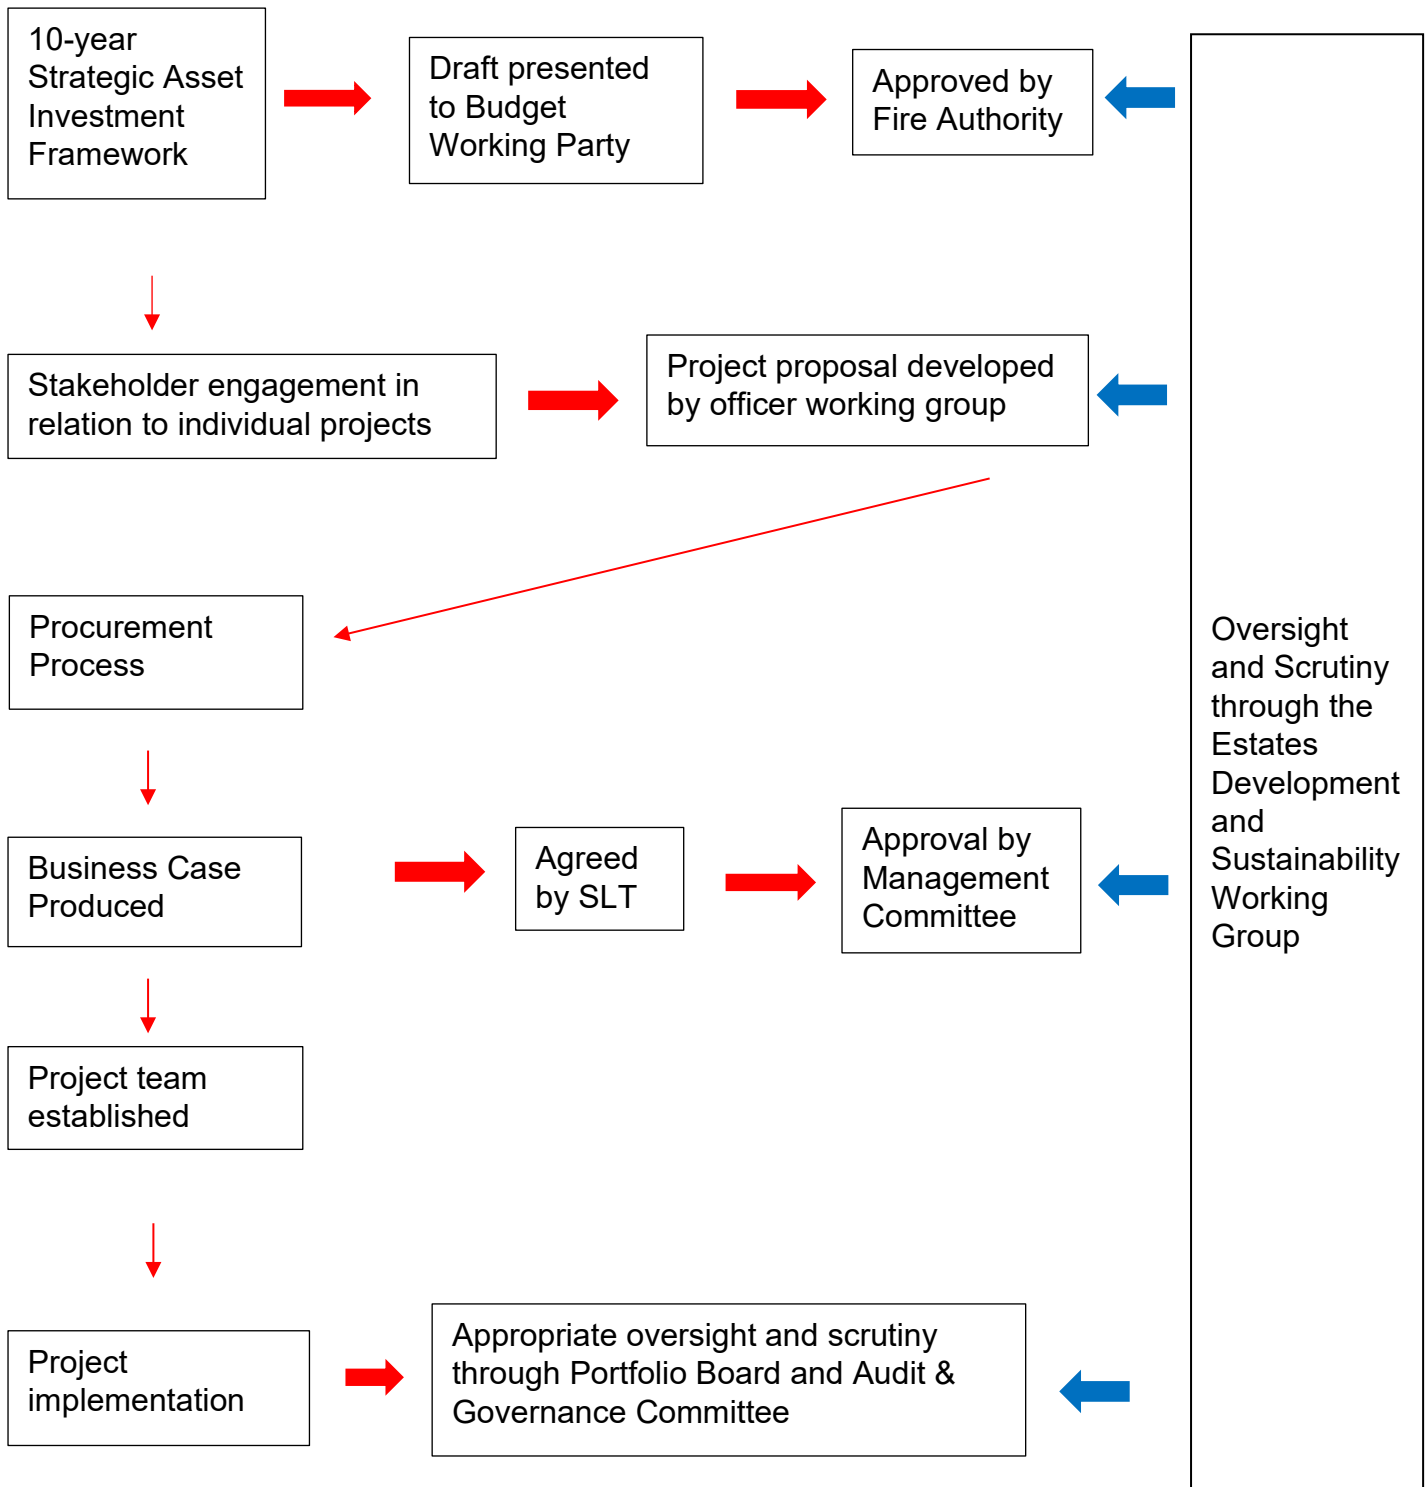 10-year
Strategic Asset
Investment
Framework
Draft presented
to Budget
Working Party
Approved by
Fire Authority
Stakeholder engagement in
relation to individual projects
Project proposal developed
by officer working group
Procurement
Process
Business Case
Produced
Agreed
by SLT
Approval by
Management
Committee
Project team
established
Project
implementation
Appropriate oversight and scrutiny
through Portfolio Board and Audit &
Governance Committee
Oversight
and Scrutiny
through the
Estates
Development
and
Sustainability
Working
Group